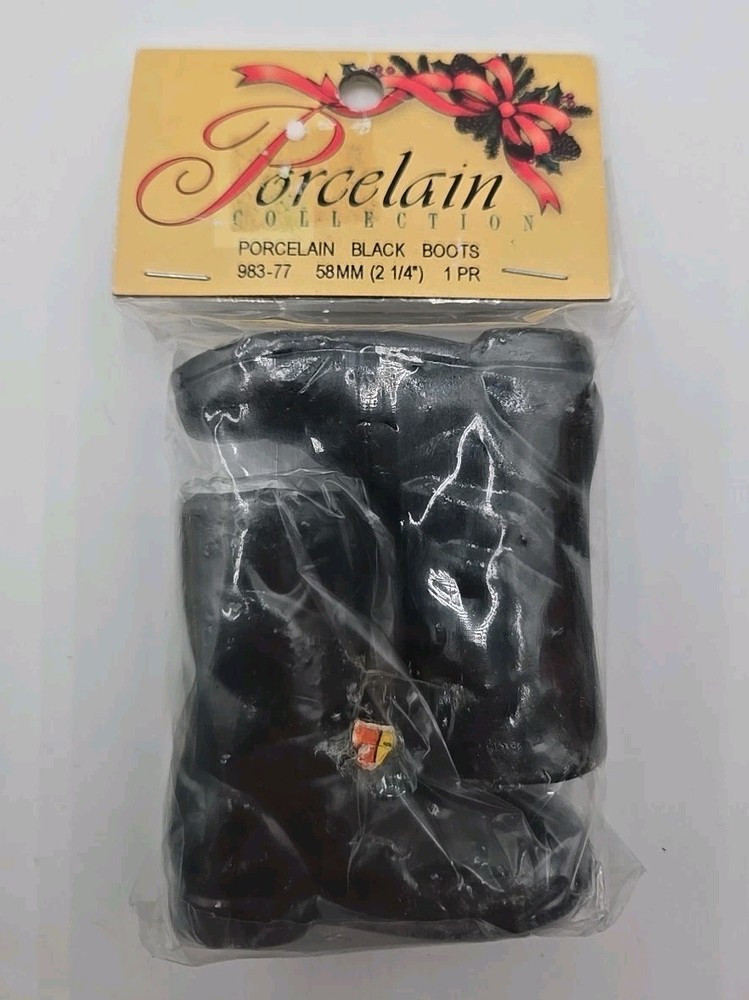 Porcelain
COLLECTION
PORCELAIN BLACK BOOTS
983-77 58MM (2 1/4") 1 PR